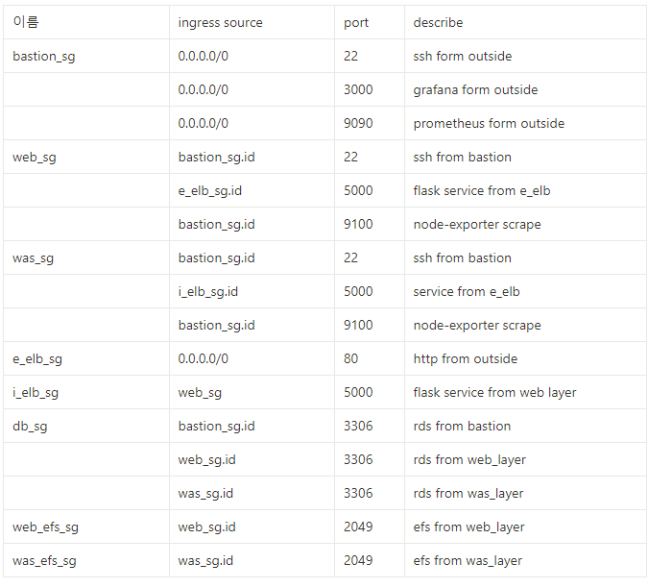 이름 ingress source port describe
bastion_sg 0.0.0.0/0 22 ssh form outside
0.0.0.0/0 3000 grafana form outside
0.0.0.0/0 9090 prometheus form outside
web_sg bastion_sg.id 22 ssh from bastion
e_elb_sg.id 5000 flask service from e_elb
bastion_sg.id 9100 node-exporter scrape
was_sg bastion_sg.id 22 ssh from bastion
i_elb_sg.id 5000 service from e_elb
bastion_sg.id 9100 node-exporter scrape
e_elb_sg 0.0.0.0/0 80 http from outside
i_elb_sg web_sg 5000 flask service from web layer
db_sg bastion_sg.id 3306 rds from bastion
web_sg.id 3306 rds from web_layer
was_sg.id 3306 rds from was_layer
web_efs_sg web_sg.id 2049 efs from web_layer
was_efs_sg was_sg.id 2049 efs from was_layer